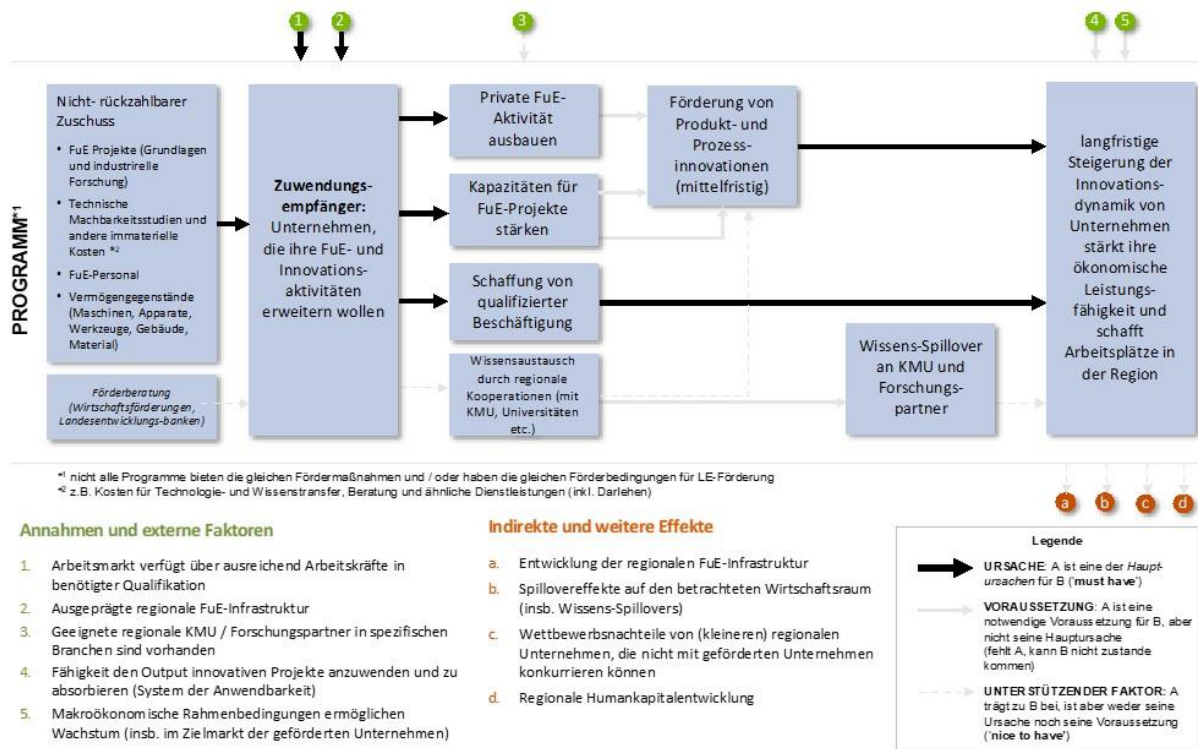 1
2
3
4
5
PROGRAMM*1
Nicht- rückzahlbarer
Zuschuss
• FuE Projekte (Grundlagen
und industrirelle
Forschung)
• Technische
Machbarkeitsstudien und
andere immaterielle
Kosten *2
• FuE-Personal
• Vermögengegenstände
(Maschinen, Apparate,
Werkzeuge, Gebäude,
Material)
Förderberatung
(Wirtschaftsförderungen,
Landesentwicklungs-banken)
Zuwendungs-
empfänger:
Unternehmen,
die ihre FuE- und
Innovations-
aktivitäten
erweitern wollen
Private FuE-
Aktivität
ausbauen
Kapazitäten für
FuE-Projekte
stärken
Schaffung von
qualifizierter
Beschäftigung
Wissensaustausch
durch regionale
Kooperationen (mit
KMU, Universitäten
etc.)
Förderung von
Produkt- und
Prozess-
innovationen
(mittelfristig)
Wissens-Spillover
an KMU und
Forschungs-
partner
langfristige
Steigerung der
Innovations-
dynamik von
Unternehmen
stärkt ihre
ökonomische
Leistungs-
fähigkeit und
schafft
Arbeitsplätze in
der Region
*1 nicht alle Programme bieten die gleichen Fördermaßnahmen und / oder haben die gleichen Förderbedingungen für LE-Förderung
*2 z.B. Kosten für Technologie- und Wissenstransfer, Beratung und ähnliche Dienstleistungen (inkl. Darlehen)
a
b
c
d
Annahmen und externe Faktoren
1. Arbeitsmarkt verfügt über ausreichend Arbeitskräfte in
benötigter Qualifikation
2. Ausgeprägte regionale FuE-Infrastruktur
3. Geeignete regionale KMU / Forschungspartner in spezifischen
Branchen sind vorhanden
4. Fähigkeit den Output innovativen Projekte anzuwenden und zu
absorbieren (System der Anwendbarkeit)
5. Makroökonomische Rahmenbedingungen ermöglichen
Wachstum (insb. im Zielmarkt der geförderten Unternehmen)
Indirekte und weitere Effekte
a. Entwicklung der regionalen FuE-Infrastruktur
b. Spillovereffekte auf den betrachteten Wirtschaftsraum
(insb. Wissens-Spillovers)
c. Wettbewerbsnachteile von (kleineren) regionalen
Unternehmen, die nicht mit geförderten Unternehmen
konkurrieren können
d. Regionale Humankapitalentwicklung
Legende
URSACHE: A ist eine der Haupt-
ursachen für B ('must have')
VORAUSSETZUNG: A ist eine
notwendige Voraussetzung für B, aber
nicht seine Hauptursache
(fehlt A, kann B nicht zustande
kommen)
UNTERSTÜTZENDER FAKTOR: A
trägt zu B bei, ist aber weder seine
Ursache noch seine Voraussetzung
('nice to have')